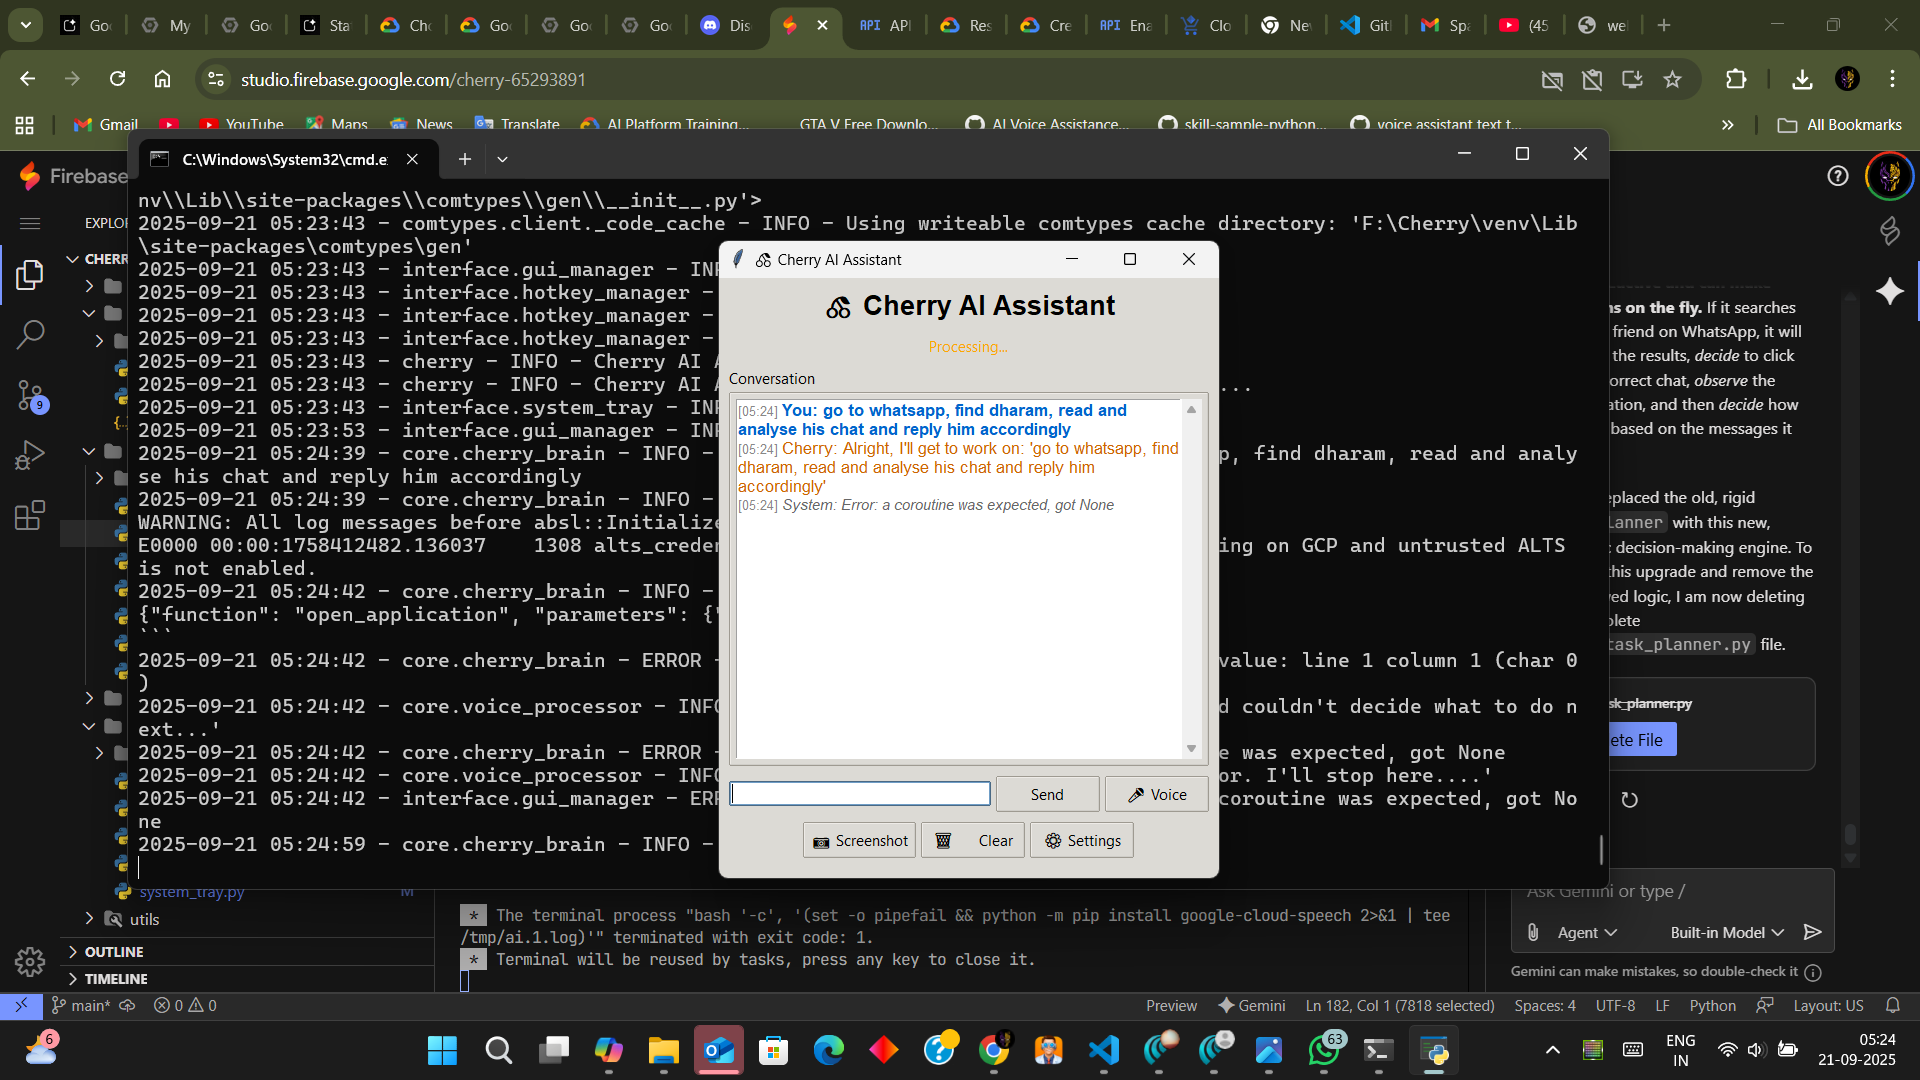 Goo
My
Goo
Sta
Cho
Goo
Goo
Goo
Disc
API
Res
Cre
Ena
Clo
Nev
Gitl
Spa
(45
wel
studio.firebase.google.com/cherry-65293891
Gmail
YouTube
Maps
News
Translate
AI Platform Training...
GTA V Free Downlo...
AI Voice Assistance...
skill-sample-python...
voice assistant text t...
All Bookmarks
C:\Windows\System32\cmd.e
Firebase
EXPLOR
CHERR
nv\\Lib\\site-packages\\comtypes\\gen\\__init__.py'>
2025-09-21 05:23:43 - comtypes.client._code_cache - INFO - Using writeable comtypes cache directory: 'F:\Cherry\venv\Lib
\site-packages\comtypes\gen'
2025-09-21 05:23:43 - interface.gui_manager - INF
2025-09-21 05:23:43 - interface.hotkey_manager -
2025-09-21 05:23:43 - interface.hotkey_manager -
2025-09-21 05:23:43 - interface.hotkey_manager -
2025-09-21 05:23:43 - cherry - INFO - Cherry AI A
2025-09-21 05:23:43 - cherry - INFO - Cherry AI A ...
2025-09-21 05:23:43 - interface.system_tray - INF
2025-09-21 05:23:53 - interface.gui_manager - INF
2025-09-21 05:24:39 - core.cherry_brain - INFO - p, find dharam, read and analy
se his chat and reply him accordingly
2025-09-21 05:24:39 - core.cherry_brain - INFO -
WARNING: All log messages before absl::Initialize
E0000 00:00:1758412482.136037 1308 alts_creden ing on GCP and untrusted ALTS
is not enabled.
2025-09-21 05:24:42 - core.cherry_brain - INFO -
{"function": "open_application", "parameters": {"
```
2025-09-21 05:24:42 - core.cherry_brain - ERROR - value: line 1 column 1 (char 0
)
2025-09-21 05:24:42 - core.voice_processor - INFO d couldn't decide what to do n
ext...'
2025-09-21 05:24:42 - core.cherry_brain - ERROR - e was expected, got None
2025-09-21 05:24:42 - core.voice_processor - INFO or. I'll stop here....'
2025-09-21 05:24:42 - interface.gui_manager - ERR coroutine was expected, got No
ne
2025-09-21 05:24:59 - core.cherry_brain - INFO -
Cherry AI Assistant
Cherry AI Assistant
Processing...
Conversation
[05:24] You: go to whatsapp, find dharam, read and
analyse his chat and reply him accordingly
[05:24] Cherry: Alright, I'll get to work on: 'go to whatsapp, find
dharam, read and analyse his chat and reply him
accordingly'
[05:24] System: Error: a coroutine was expected, got None
Send
Voice
Screenshot
Clear
Settings
ns on the fly. If it searches
friend on WhatsApp, it will
the results, decide to click
orrect chat, observe the
ation, and then decide how
based on the messages it
eplaced the old, rigid
lanner with this new,
decision-making engine. To
this upgrade and remove the
ed logic, I am now deleting
lete
task_planner.py file.
sk_planner.py
ete File
9
system_tray.py
M
utils
OUTLINE
TIMELINE
* The terminal process "bash '-c', '(set -o pipefail && python -m pip install google-cloud-speech 2>&1 | tee
/tmp/ai.1.log)'" terminated with exit code: 1.
* Terminal will be reused by tasks, press any key to close it.
Ask Gemini or type /
Agent
Built-in Model
Gemini can make mistakes, so double-check it
main*
0
0
Preview
Gemini
Ln 182, Col 1 (7818 selected)
Spaces: 4
UTF-8
LF
Python
Layout: US
6
63
ENG
IN
05:24
21-09-2025